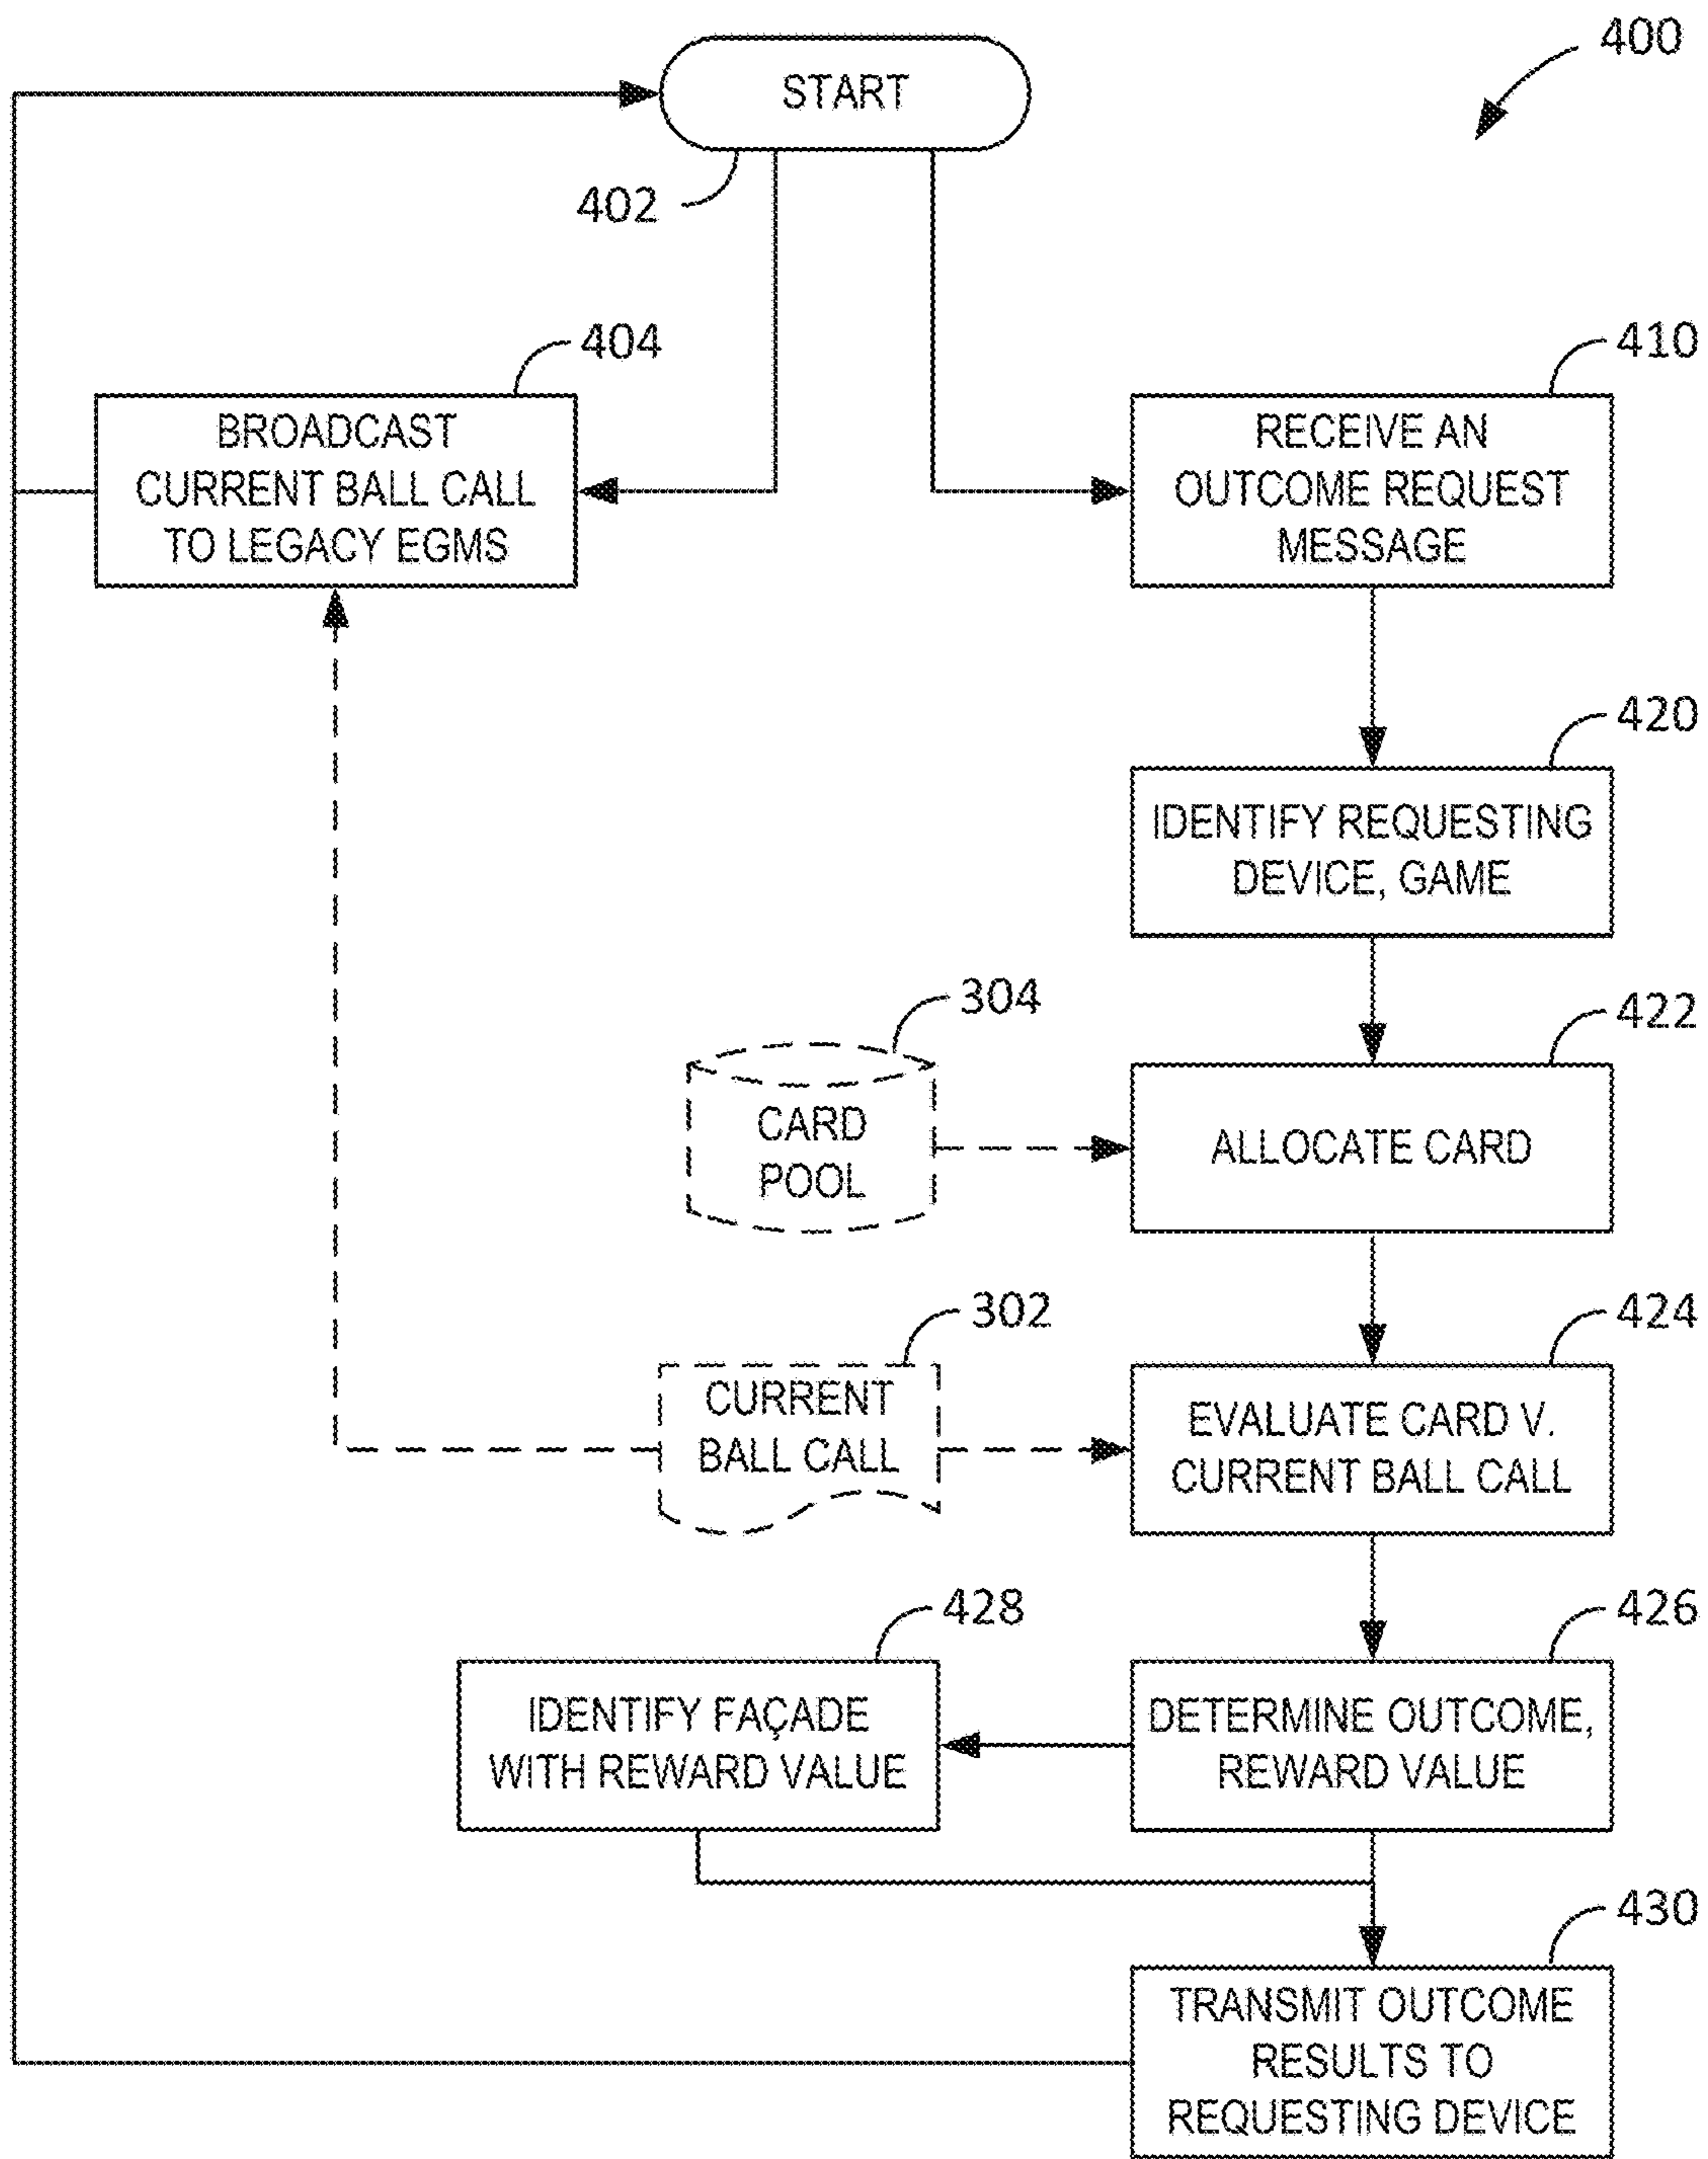 400
START
402
404
BROADCAST
CURRENT BALL CALL
TO LEGACY EGMS
410
RECEIVE AN
OUTCOME REQUEST
MESSAGE
420
IDENTIFY REQUESTING
DEVICE, GAME
304
CARD
POOL
422
ALLOCATE CARD
302
CURRENT
BALL CALL
424
EVALUATE CARD V.
CURRENT BALL CALL
428
IDENTIFY FAÇADE
WITH REWARD VALUE
426
DETERMINE OUTCOME,
REWARD VALUE
430
TRANSMIT OUTCOME
RESULTS TO
REQUESTING DEVICE